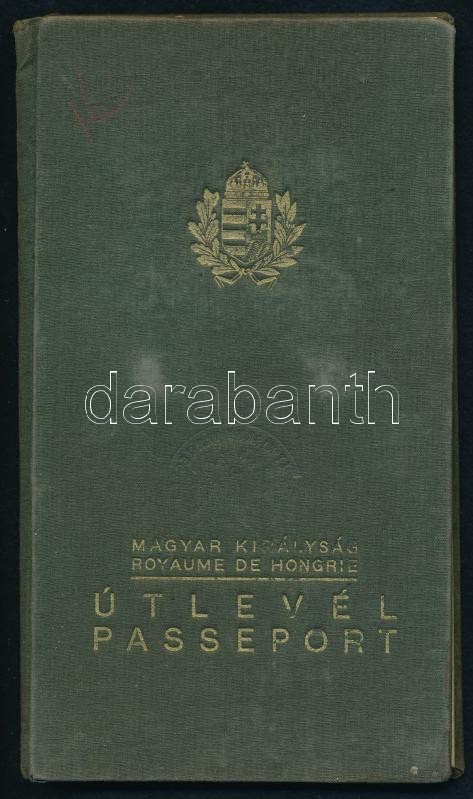 darabanth
MAGYAR KIRÁLYSÁG
ROYAUME DE HONGRIE
ÚTLEVÉL
PASSEPORT